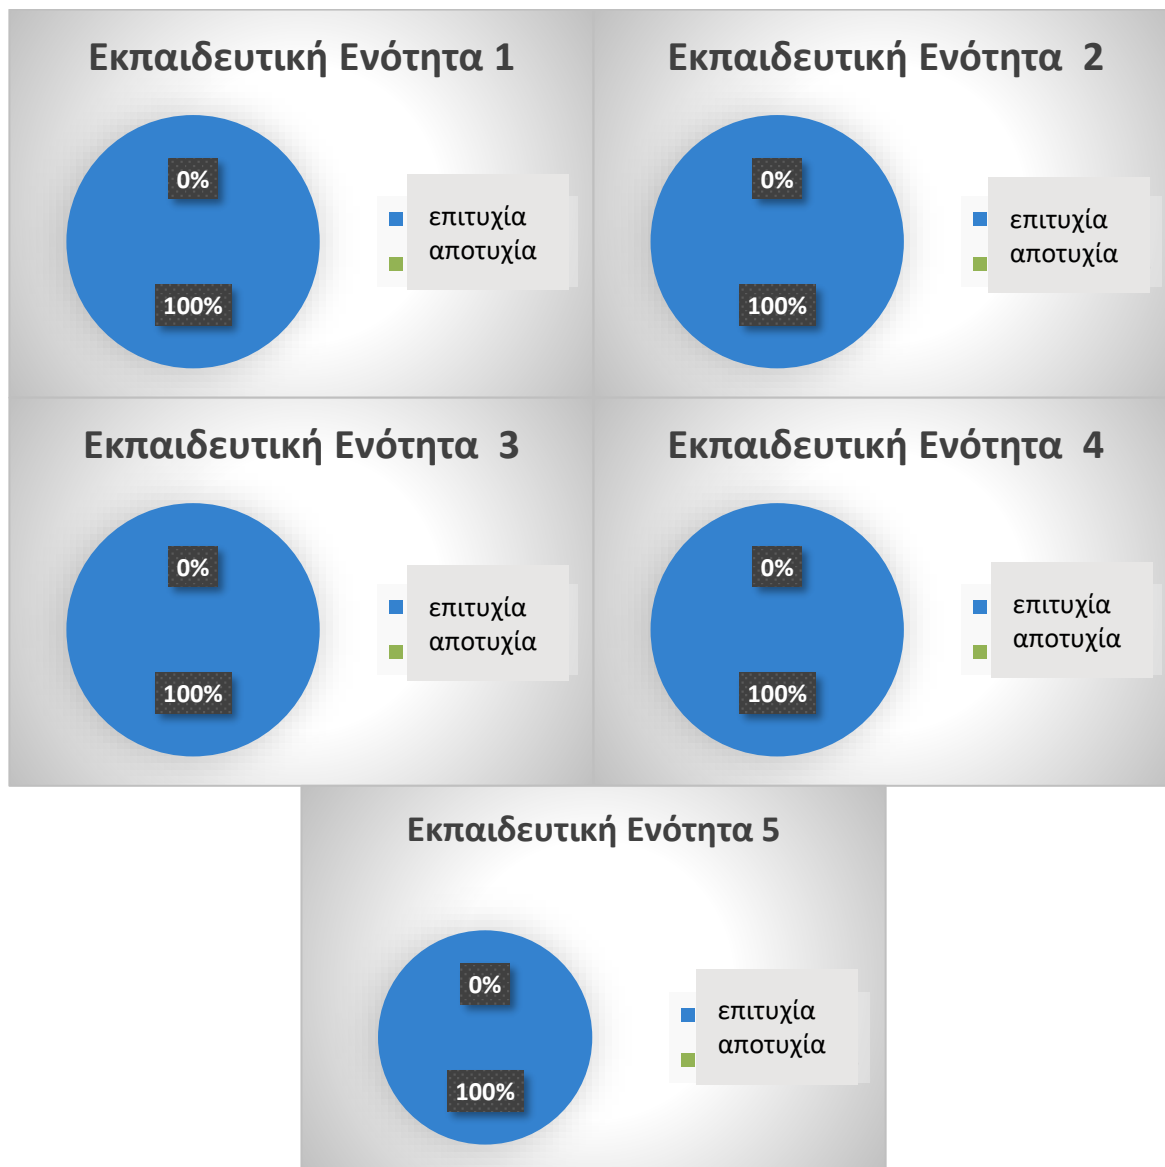 Εκπαιδευτική Ενότητα 1
0%
100%
επιτυχία
αποτυχία
Εκπαιδευτική Ενότητα 2
0%
100%
επιτυχία
αποτυχία
Εκπαιδευτική Ενότητα 3
0%
100%
επιτυχία
αποτυχία
Εκπαιδευτική Ενότητα 4
0%
100%
επιτυχία
αποτυχία
Εκπαιδευτική Ενότητα 5
0%
100%
επιτυχία
αποτυχία